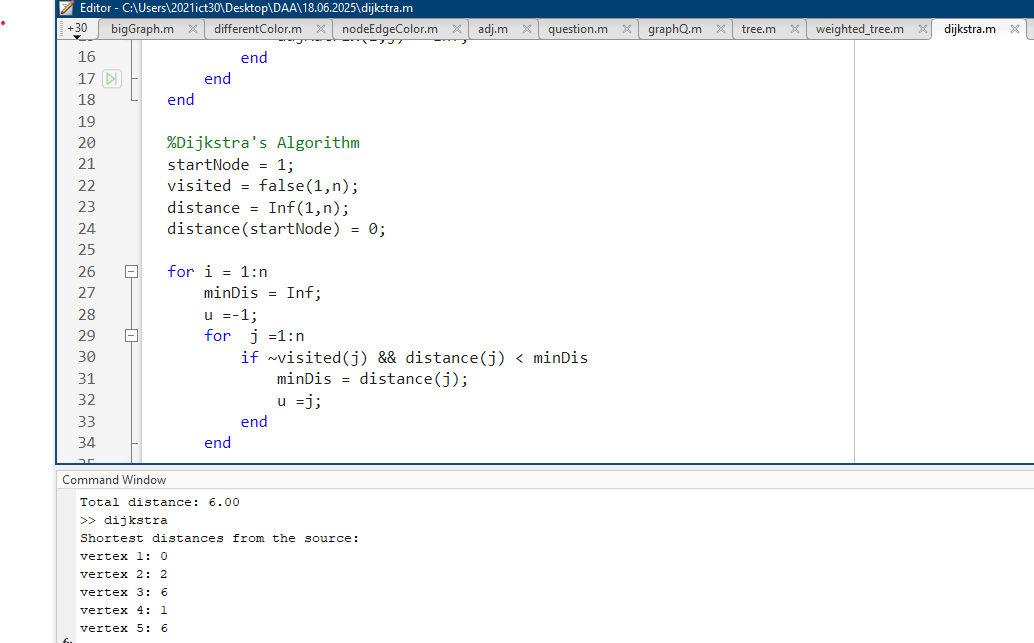 Editor - C:\Users\2021ict30\Desktop\DAA\18.06.2025\dijkstra.m
+30 bigGraph.m differentColor.m nodeEdgeColor.m adj.m question.m graphQ.m tree.m weighted_tree.m dijkstra.m
16 end
17 end
18 end
19
20 %Dijkstra's Algorithm
21 startNode = 1;
22 visited = false(1,n);
23 distance = Inf(1,n);
24 distance(startNode) = 0;
25
26 for i = 1:n
27 minDis = Inf;
28 u =-1;
29 for  j =1:n
30 if ~visited(j) && distance(j) < minDis
31 minDis = distance(j);
32 u =j;
33 end
34 end
Command Window
Total distance: 6.00
>> dijkstra
Shortest distances from the source:
vertex 1: 0
vertex 2: 2
vertex 3: 6
vertex 4: 1
vertex 5: 6